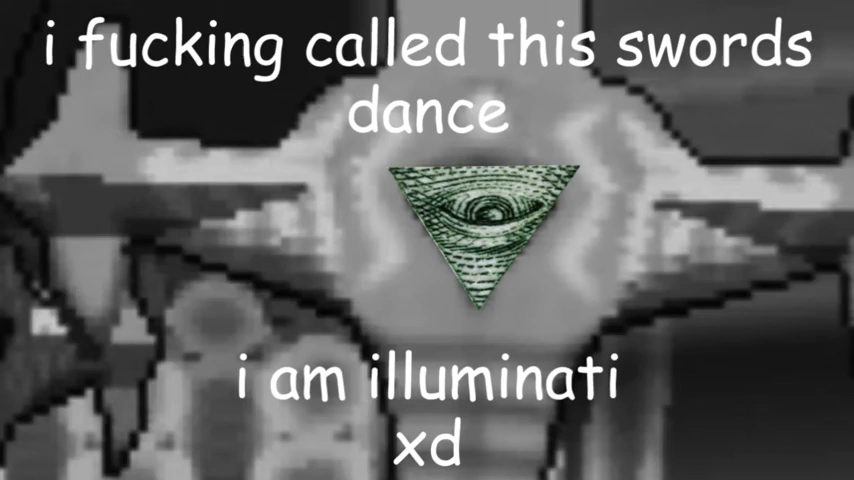 i fucking called this swords
dance
i am illuminati
xd